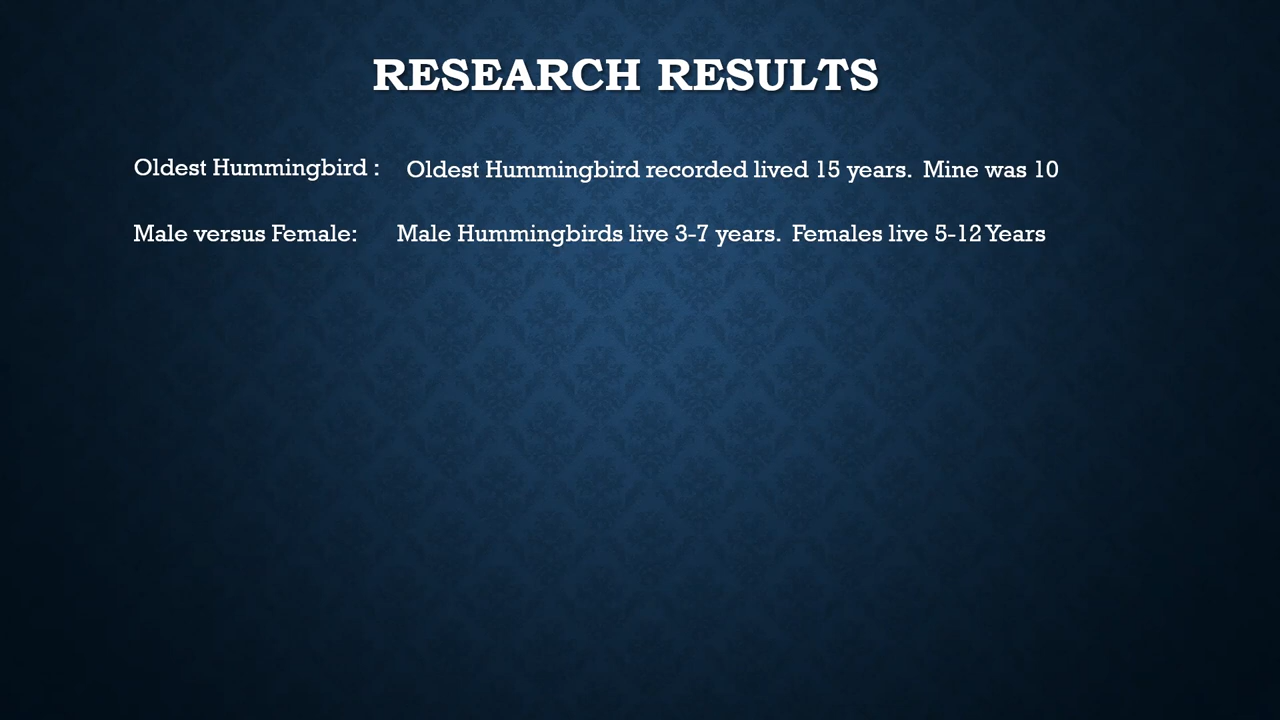 RESEARCH RESULTS
Oldest Hummingbird : Oldest Hummingbird recorded lived 15 years. Mine was 10
Male versus Female: Male Hummingbirds live 3-7 years. Females live 5-12 Years